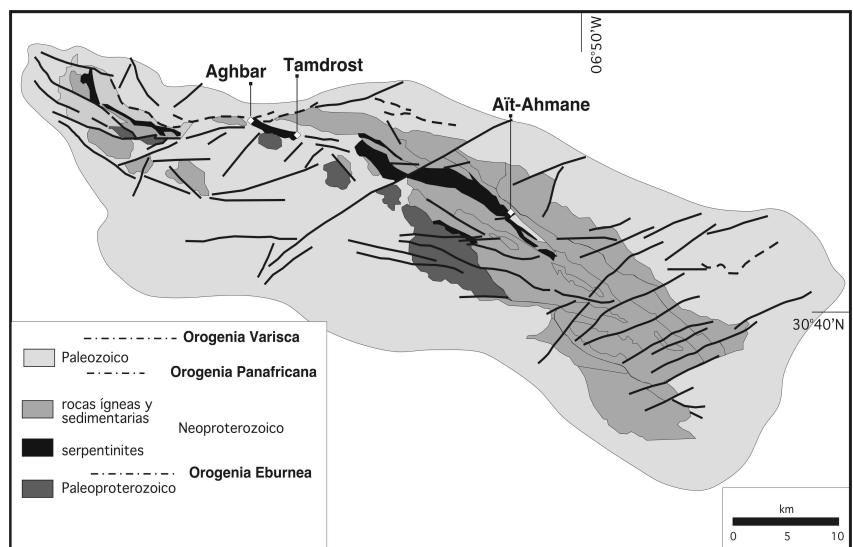 06°50'W
Aghbar
Tamdrost
Aït-Ahmane
30°40'N
Orogenia Varisca
Paleozoico
Orogenia Panafricana
rocas ígneas y
sedimentarias
Neoproterozoico
serpentinites
Orogenia Eburnea
Paleoproterozoico
km
0 5 10